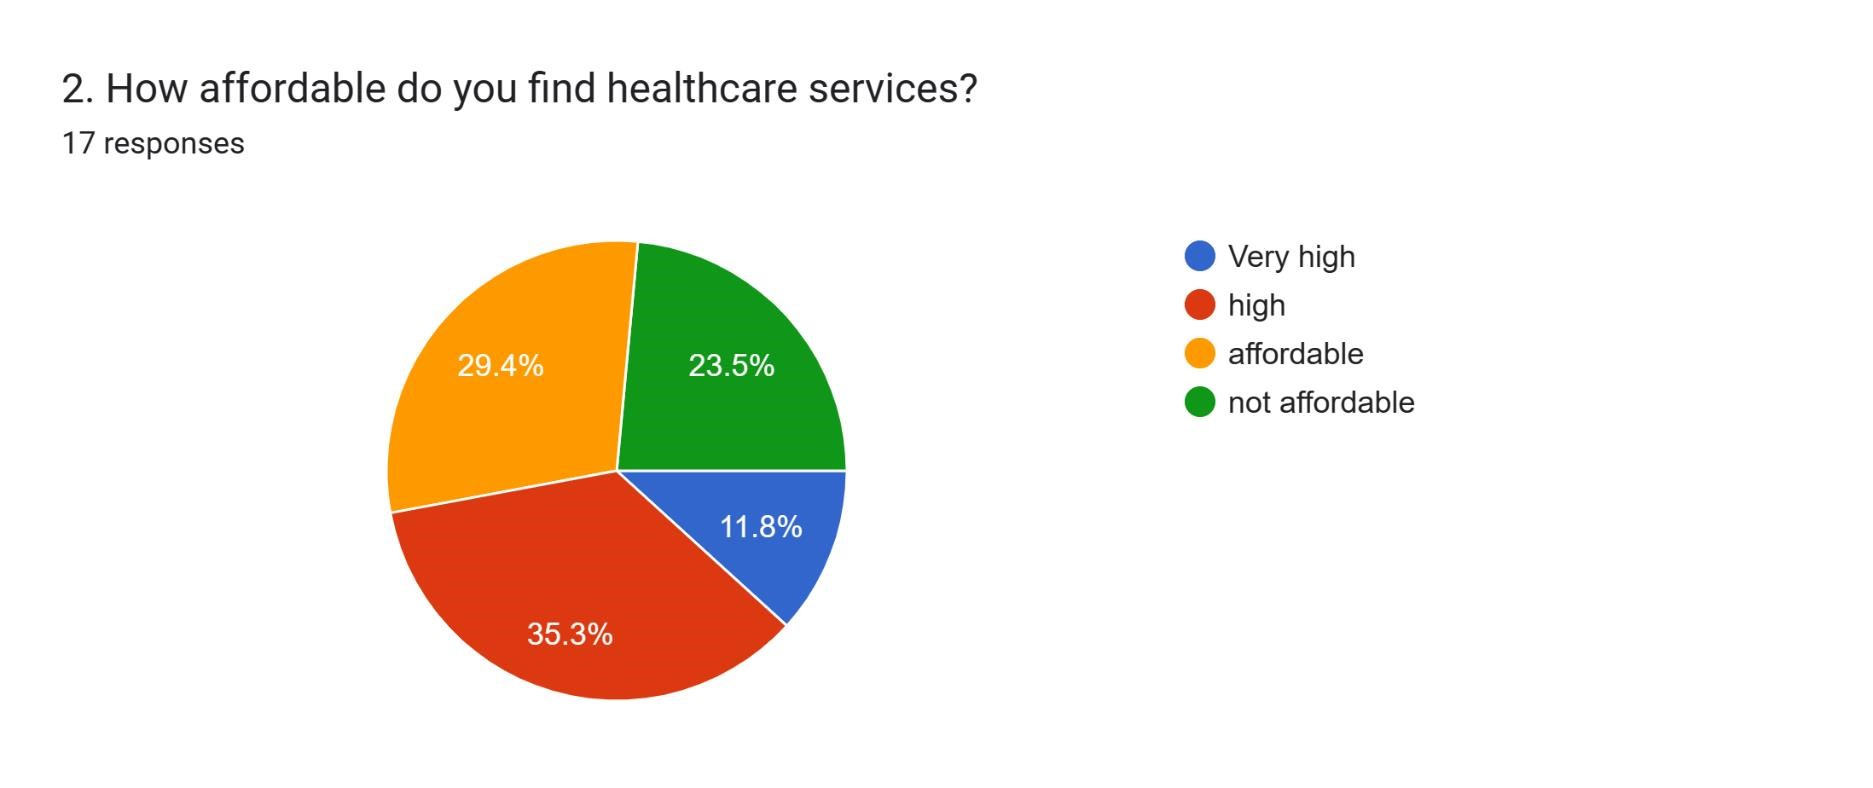 2. How affordable do you find healthcare services?
17 responses
29.4%
23.5%
11.8%
35.3%
Very high
high
affordable
not affordable